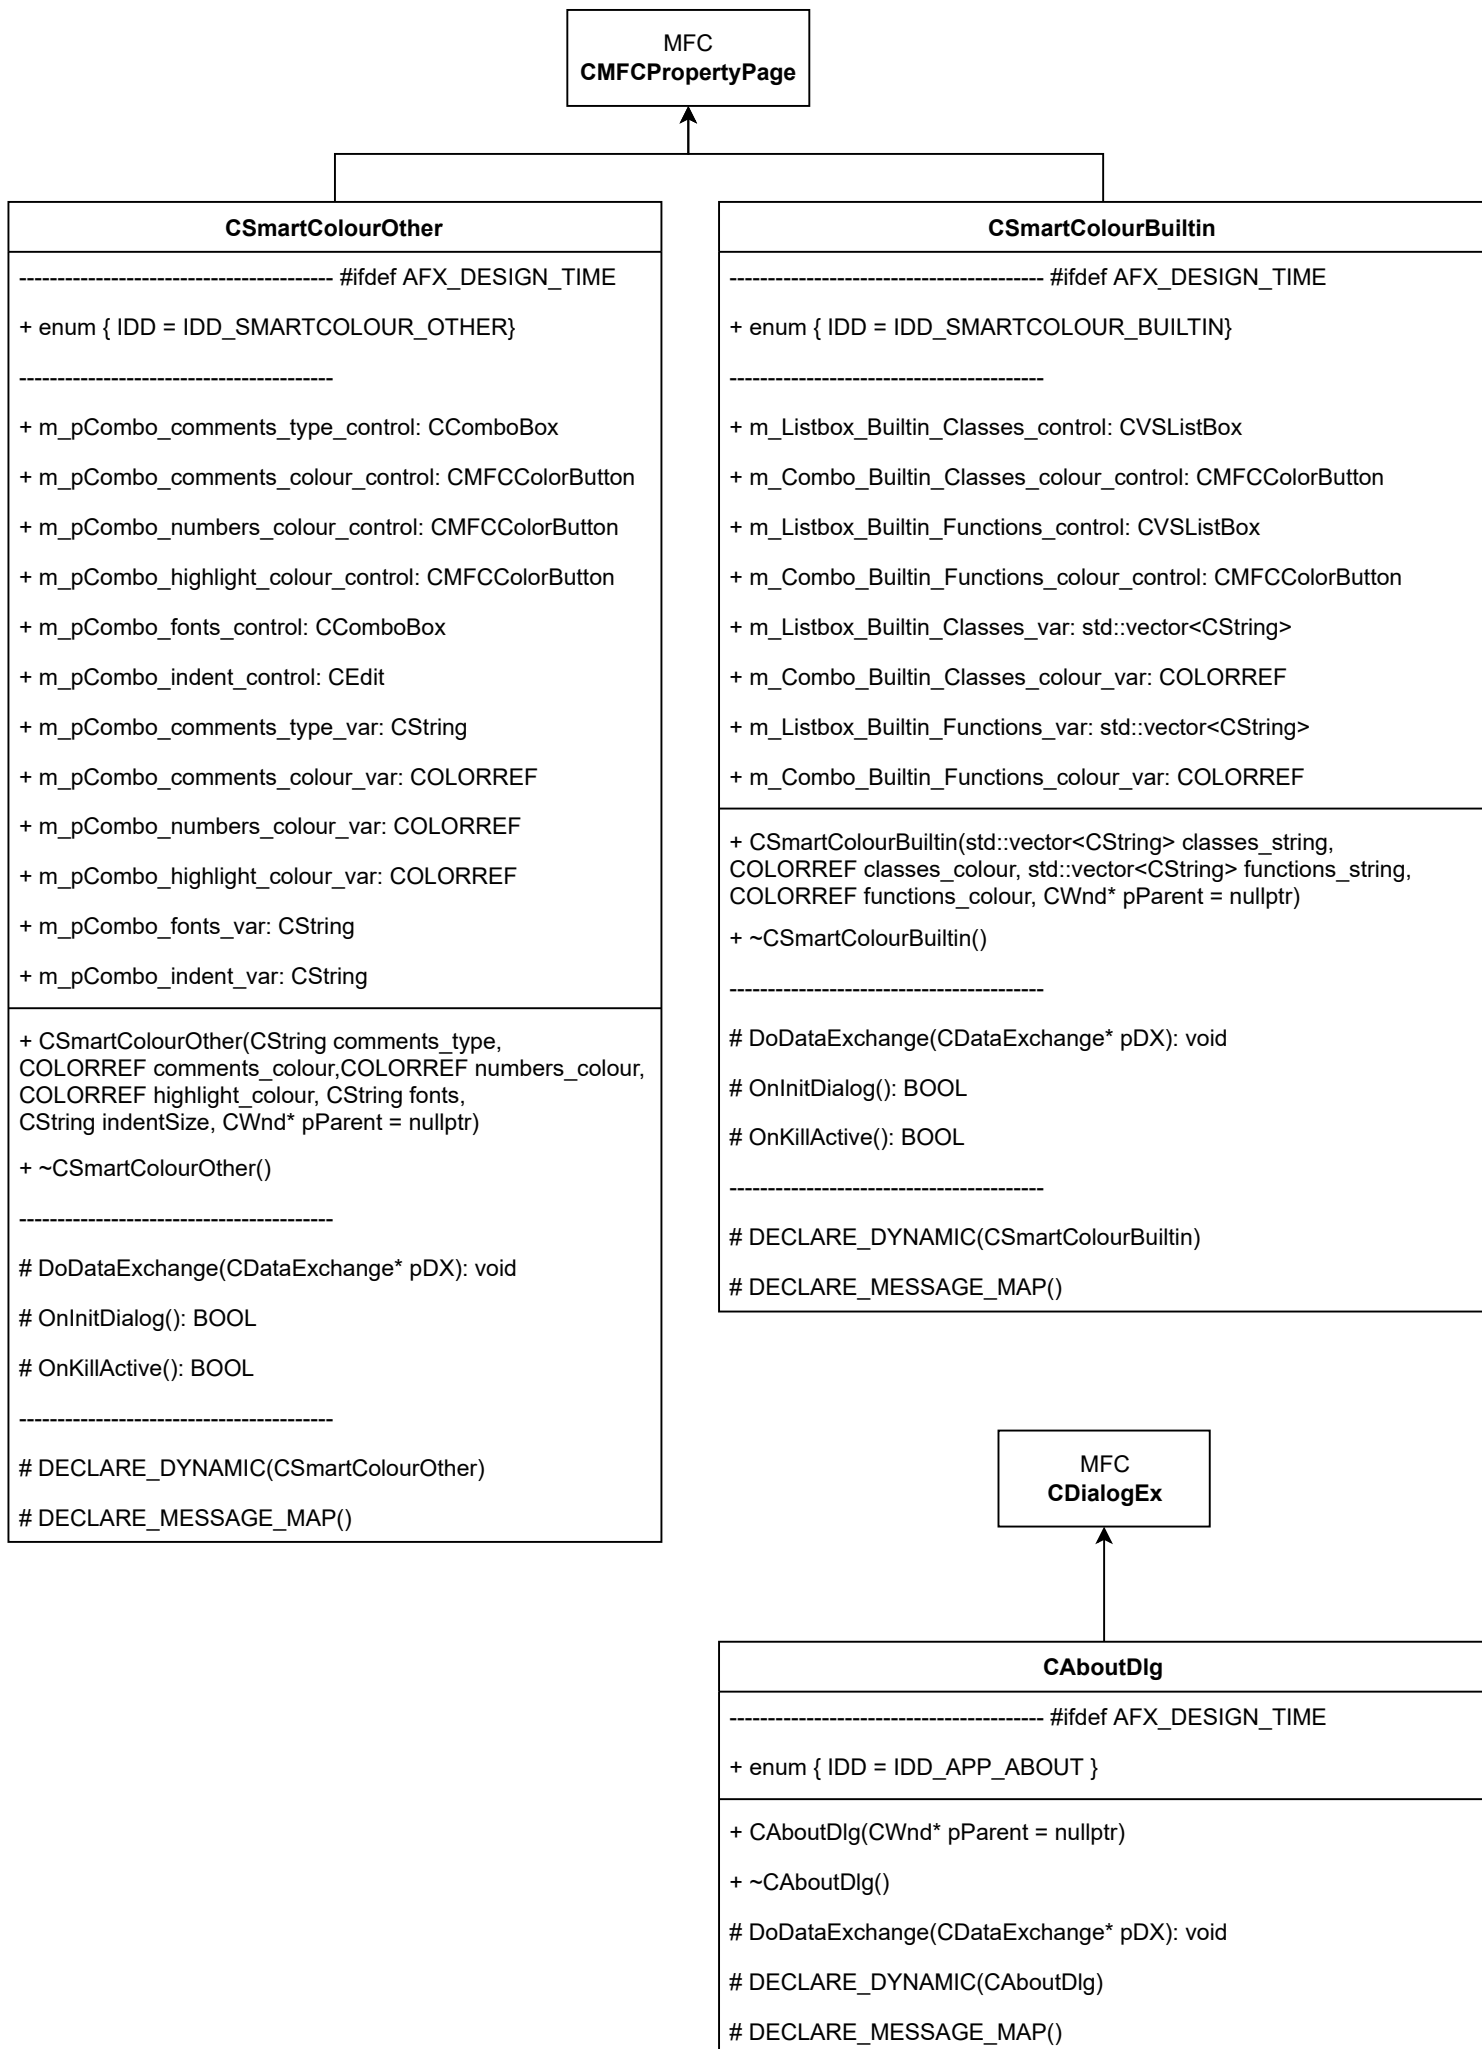 MFC
CMFCPropertyPage
CSmartColourOther
----------------------------------------- #ifdef AFX_DESIGN_TIME
+ enum { IDD = IDD_SMARTCOLOUR_OTHER}
-----------------------------------------
+ m_pCombo_comments_type_control: CComboBox
+ m_pCombo_comments_colour_control: CMFCColorButton
+ m_pCombo_numbers_colour_control: CMFCColorButton
+ m_pCombo_highlight_colour_control: CMFCColorButton
+ m_pCombo_fonts_control: CComboBox
+ m_pCombo_indent_control: CEdit
+ m_pCombo_comments_type_var: CString
+ m_pCombo_comments_colour_var: COLORREF
+ m_pCombo_numbers_colour_var: COLORREF
+ m_pCombo_highlight_colour_var: COLORREF
+ m_pCombo_fonts_var: CString
+ m_pCombo_indent_var: CString
+ CSmartColourOther(CString comments_type,
COLORREF comments_colour,COLORREF numbers_colour,
COLORREF highlight_colour, CString fonts,
CString indentSize, CWnd* pParent = nullptr)
+ ~CSmartColourOther()
-----------------------------------------
# DoDataExchange(CDataExchange* pDX): void
# OnInitDialog(): BOOL
# OnKillActive(): BOOL
-----------------------------------------
# DECLARE_DYNAMIC(CSmartColourOther)
# DECLARE_MESSAGE_MAP()
CSmartColourBuiltin
----------------------------------------- #ifdef AFX_DESIGN_TIME
+ enum { IDD = IDD_SMARTCOLOUR_BUILTIN}
-----------------------------------------
+ m_Listbox_Builtin_Classes_control: CVSListBox
+ m_Combo_Builtin_Classes_colour_control: CMFCColorButton
+ m_Listbox_Builtin_Functions_control: CVSListBox
+ m_Combo_Builtin_Functions_colour_control: CMFCColorButton
+ m_Listbox_Builtin_Classes_var: std::vector<CString>
+ m_Combo_Builtin_Classes_colour_var: COLORREF
+ m_Listbox_Builtin_Functions_var: std::vector<CString>
+ m_Combo_Builtin_Functions_colour_var: COLORREF
+ CSmartColourBuiltin(std::vector<CString> classes_string,
COLORREF classes_colour, std::vector<CString> functions_string,
COLORREF functions_colour, CWnd* pParent = nullptr)
+ ~CSmartColourBuiltin()
-----------------------------------------
# DoDataExchange(CDataExchange* pDX): void
# OnInitDialog(): BOOL
# OnKillActive(): BOOL
-----------------------------------------
# DECLARE_DYNAMIC(CSmartColourBuiltin)
# DECLARE_MESSAGE_MAP()
MFC
CDialogEx
CAboutDlg
----------------------------------------- #ifdef AFX_DESIGN_TIME
+ enum { IDD = IDD_APP_ABOUT }
+ CAboutDlg(CWnd* pParent = nullptr)
+ ~CAboutDlg()
# DoDataExchange(CDataExchange* pDX): void
# DECLARE_DYNAMIC(CAboutDlg)
# DECLARE_MESSAGE_MAP()